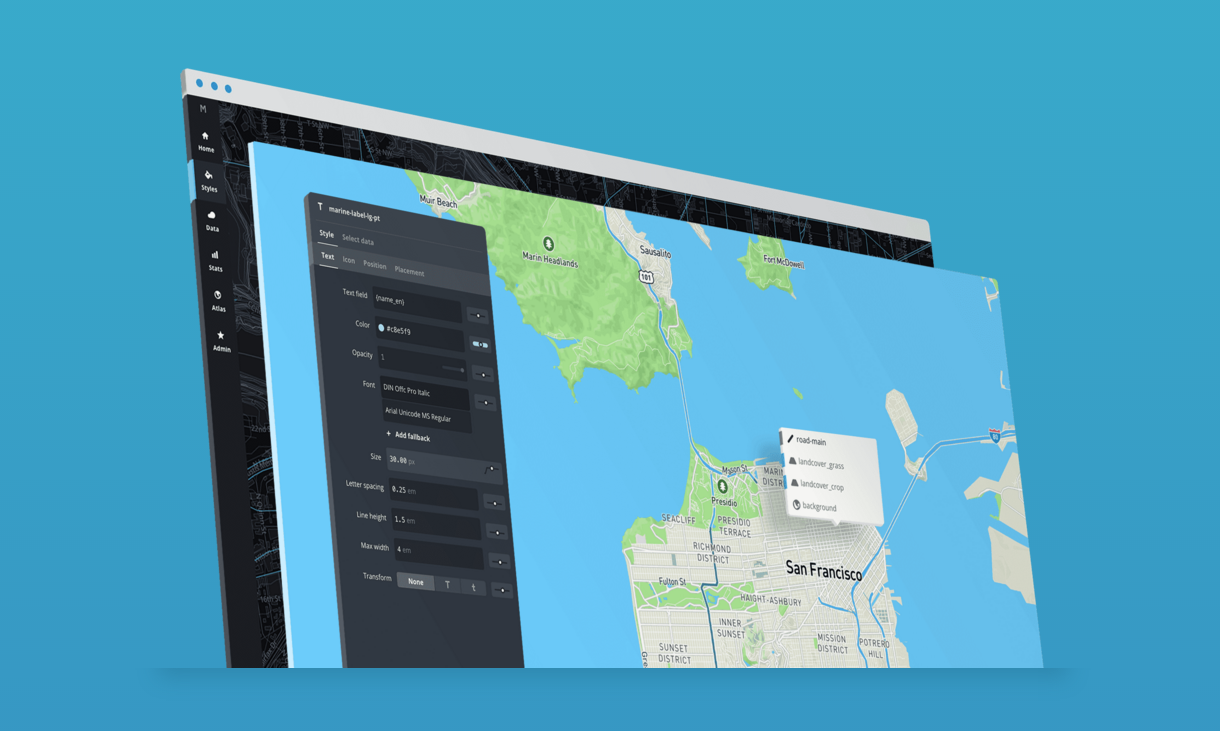 M
Home
Styles
Data
Stats
Atlas
Admin
T marine-label-lg-pt
Style Select data
Text Icon Position Placement
Text field {name_en}
Color #c8e5f9
Opacity 1
Font DIN Offc Pro Italic
Arial Unicode MS Regular
+ Add fallback
Size 30.00 px
Letter spacing 0.25 em
Line height 1.5 em
Max width 4 em
Transform None T t
Muir Beach
Marin Headlands
Sausalito
101
Fort McDowell
road-main
landcover_grass
landcover_crop
background
Mason St
Presidio
SEACLIFF
PRESIDIO
TERRACE
RICHMOND
DISTRICT
San Francisco
Fulton St
HAIGHT-ASHBURY
INNER
SUNSET
SUNSET
DISTRICT
MISSION
DISTRICT
POTRERO
HILL